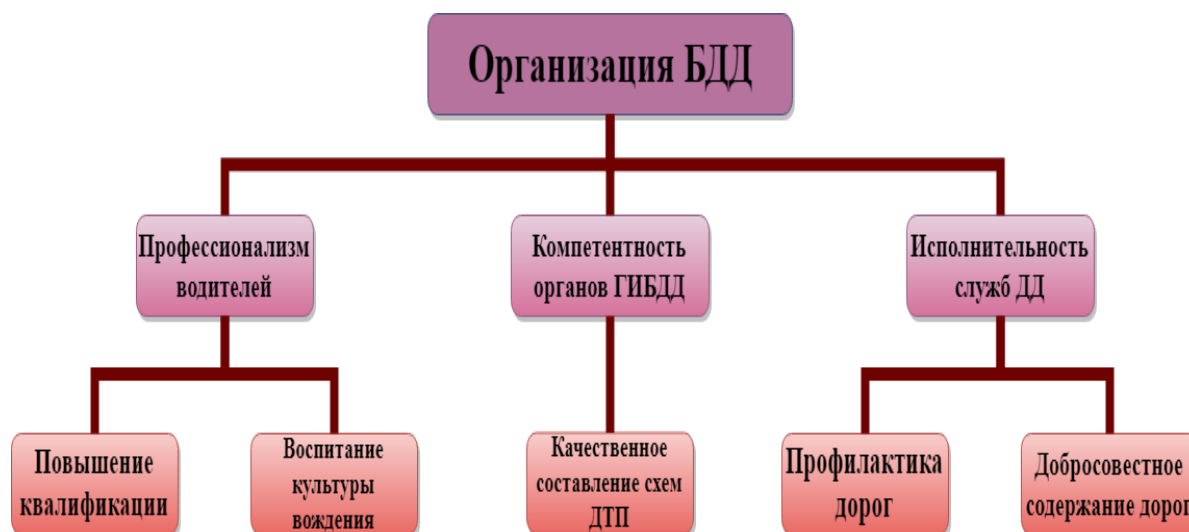 Организация БДД
Профессионализм
водителей
Компетентность
органов ГИБДД
Исполнительность
служб ДД
Повышение
квалификации
Воспитание
культуры
вождения
Качественное
составление схем
ДТП
Профилактика
дорог
Добросовестное
содержание дорог